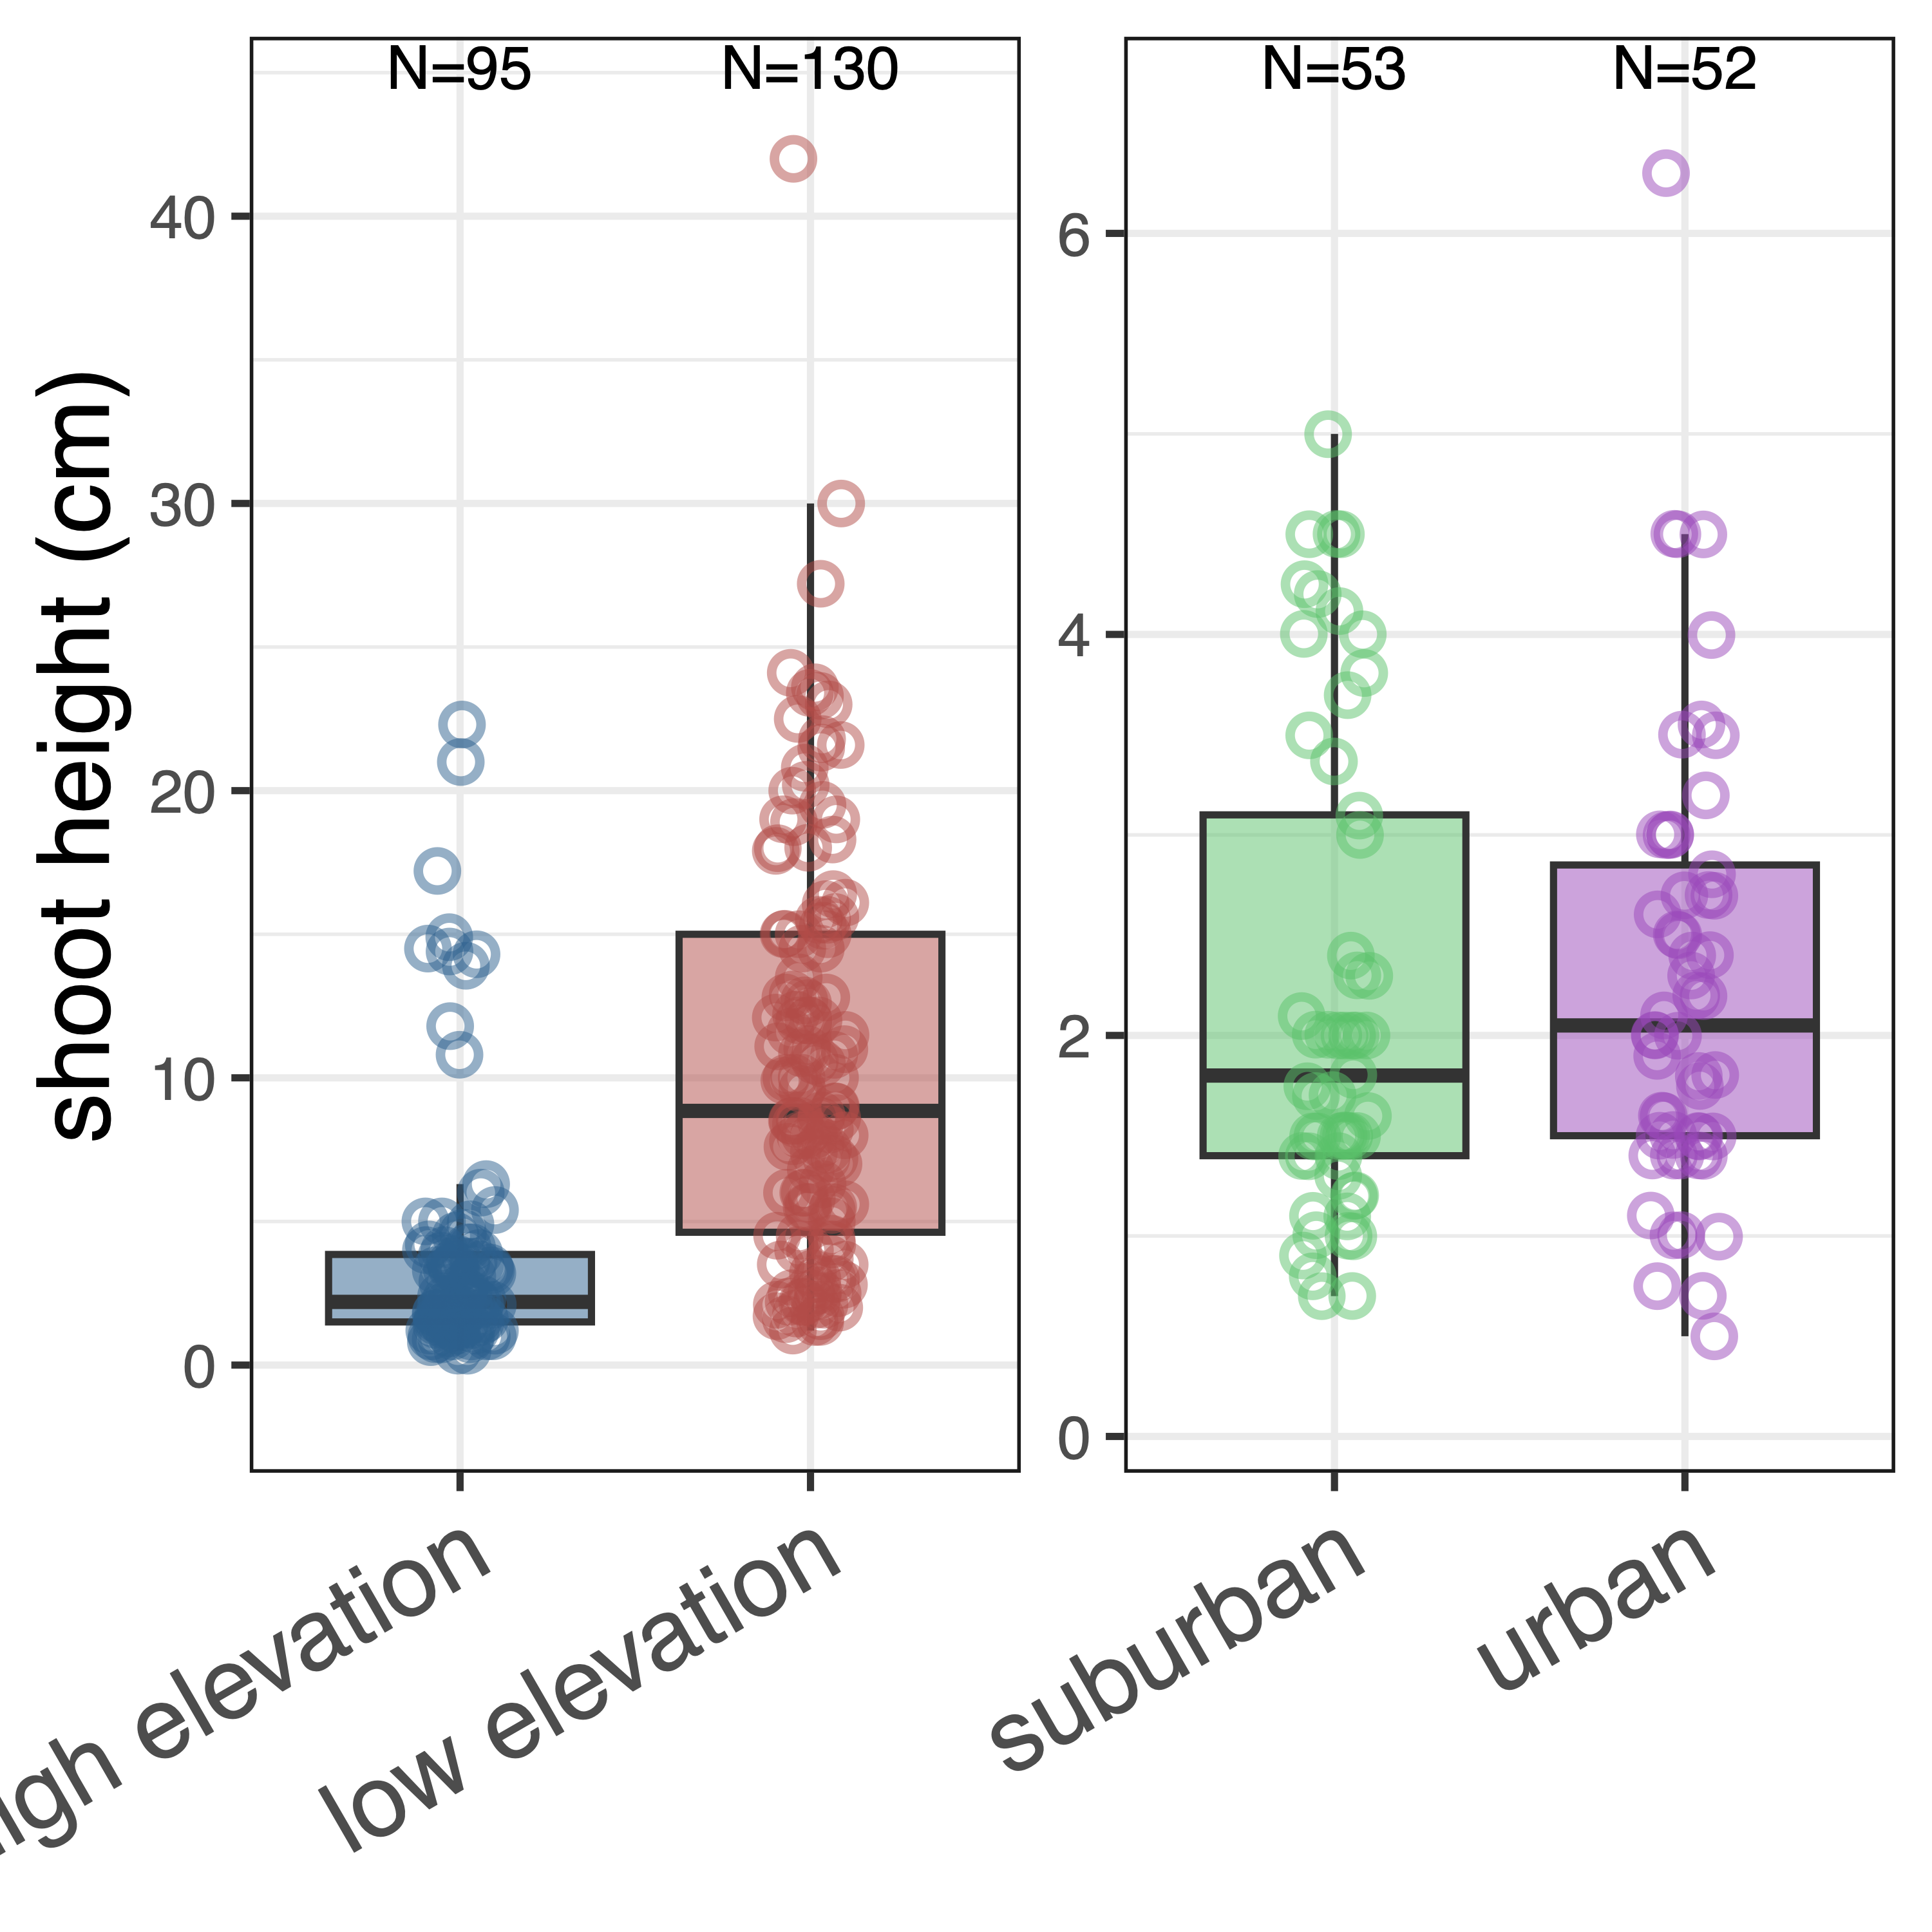 N=95
N=130
N=53
N=52
shoot height (cm)
40
30
20
10
0
6
4
2
0
elevation
low elevation
suburban
urban